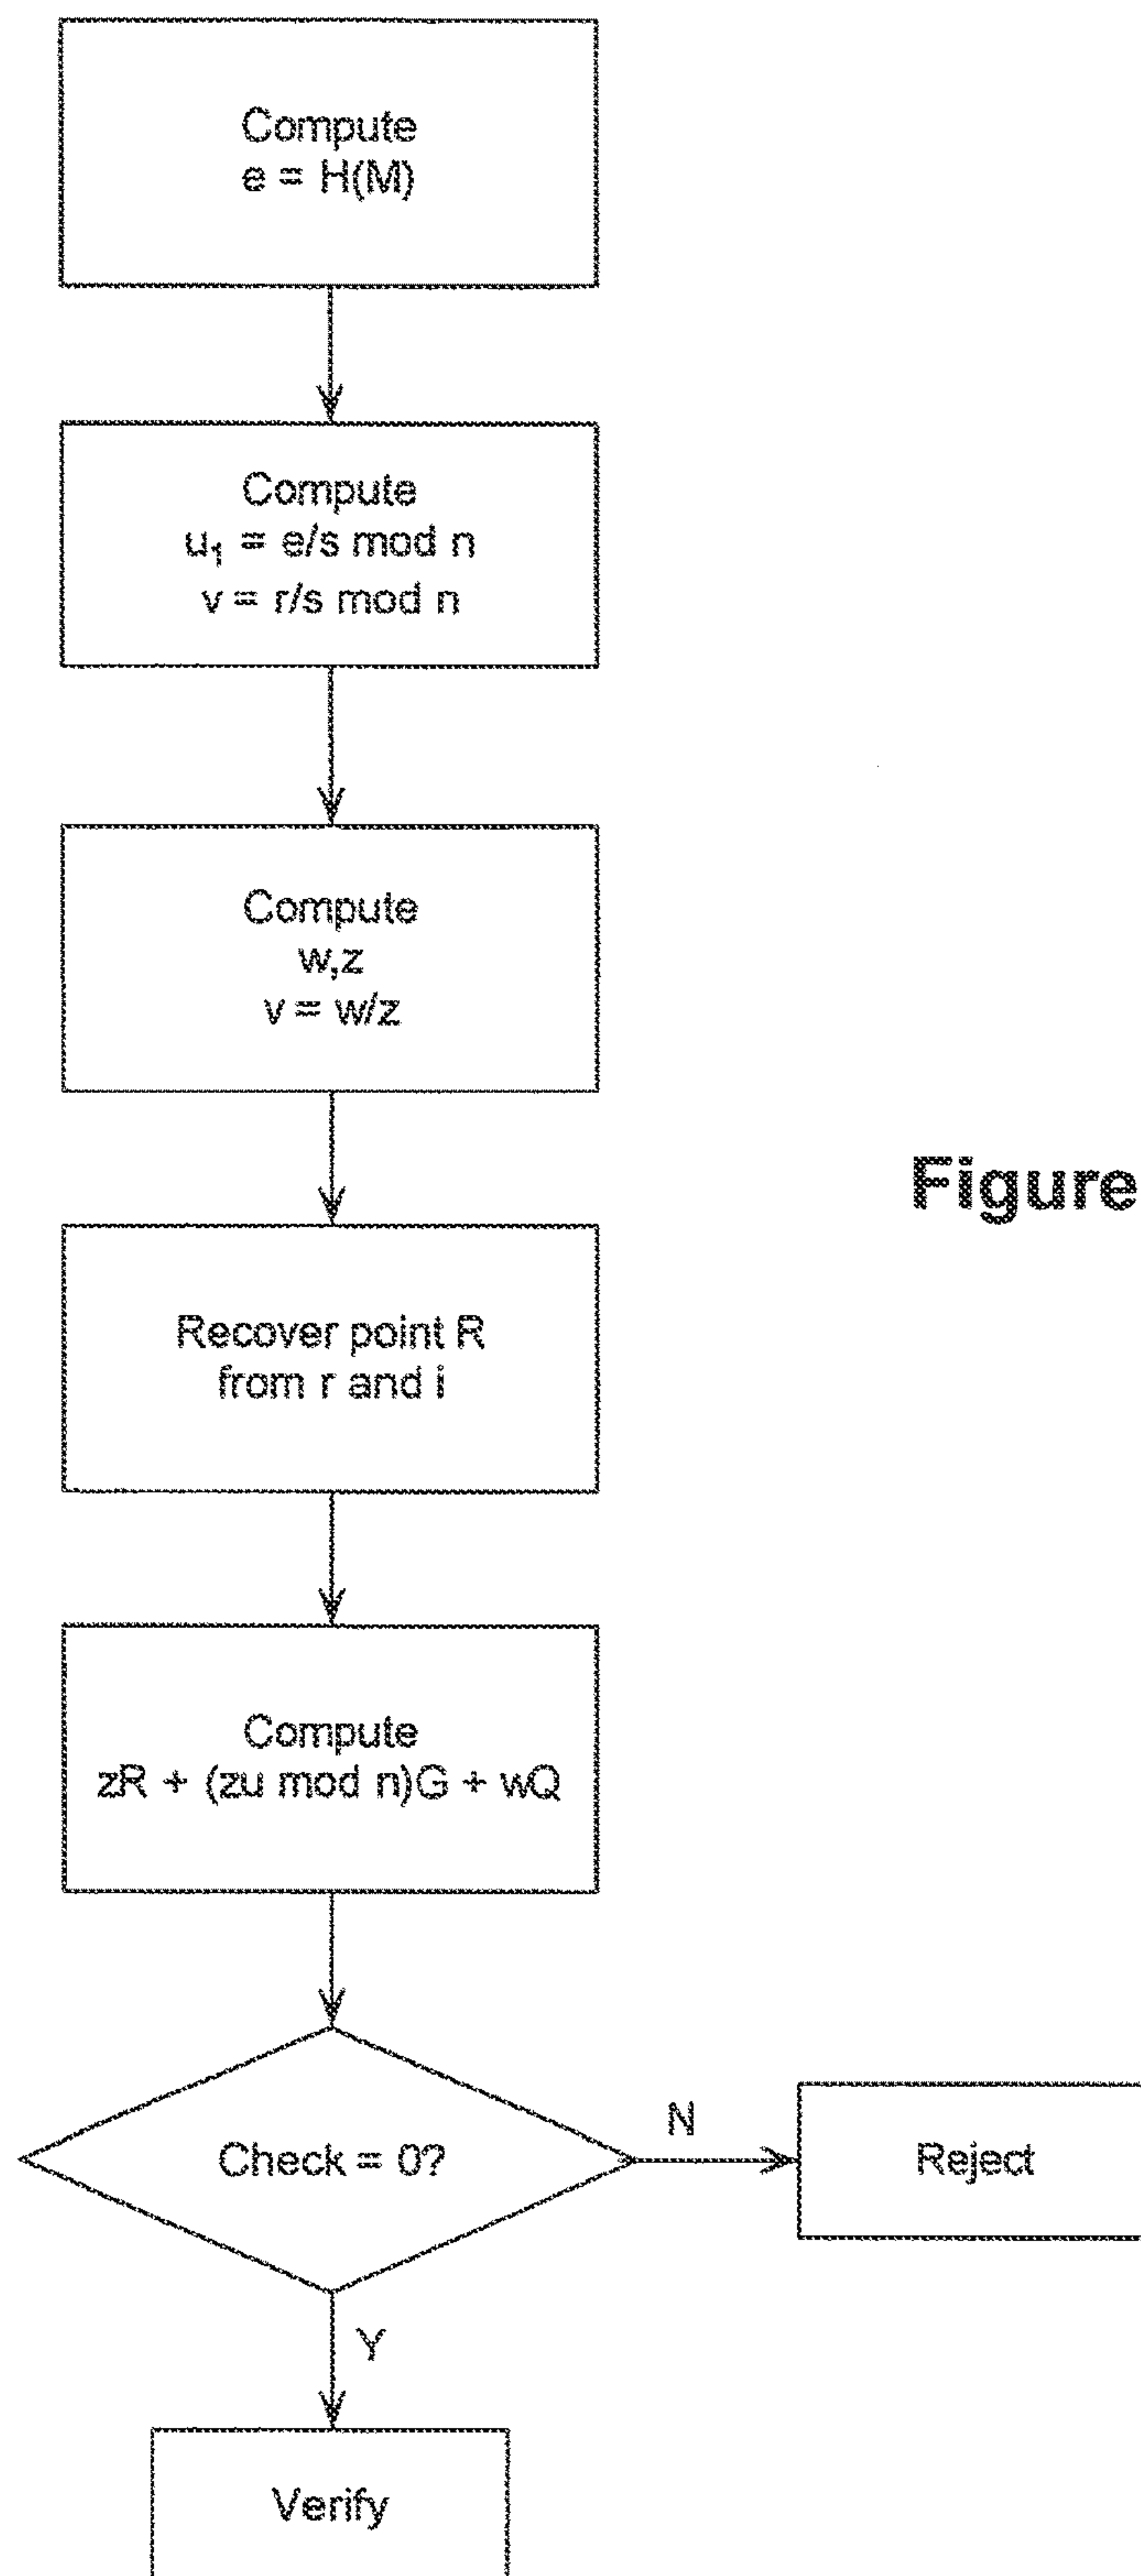 Compute
e = H(M)
Compute
u₁ = e/s mod n
v = r/s mod n
Compute
w,z
v = w/z
Recover point R
from r and i
Figure
Compute
zR + (zu mod n)G + wQ
Check = 0?
N
Reject
Y
Verify